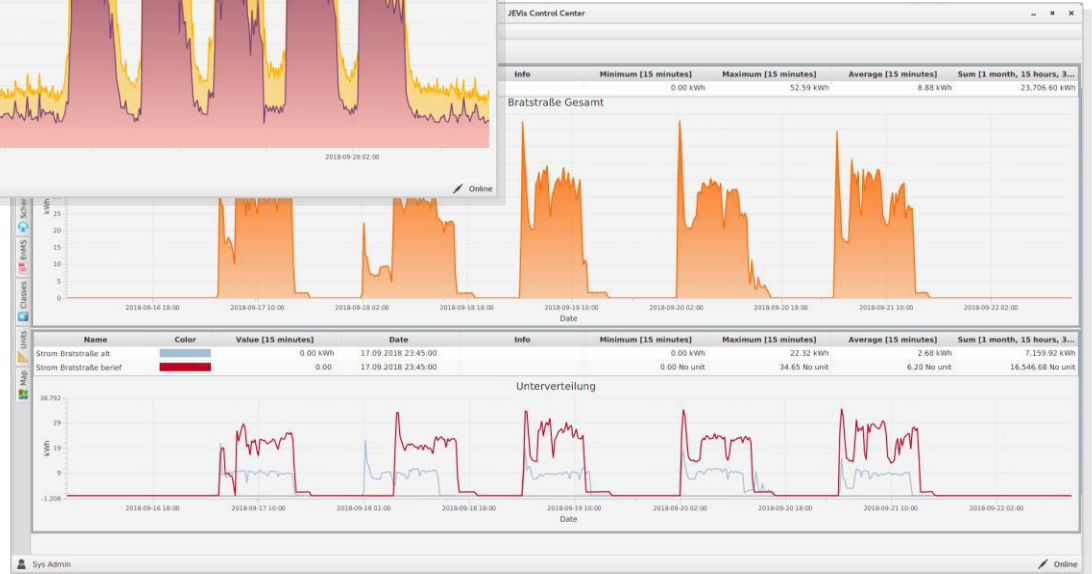 JEVis Control Center
Info Minimum [15 minutes] Maximum [15 minutes] Average [15 minutes] Sum [1 month, 15 hours, 3...
0.00 kWh 52.59 kWh 8.88 kWh 23,706.60 kWh
Bratstraße Gesamt
2018-09-28 02:00
Online
kWh
25
20
15
10
5
0
2018-09-16 18:00 2018-09-17 10:00 2018-09-18 02:00 2018-09-18 18:00 2018-09-19 10:00 2018-09-20 02:00 2018-09-20 18:00 2018-09-21 10:00 2018-09-22 02:00
Date
EnMS
Classes
Units
Map
Name Color Value [15 minutes] Date Info Minimum [15 minutes] Maximum [15 minutes] Average [15 minutes] Sum [1 month, 15 hours, 3...
Strom Bratstraße alt 0.00 kWh 17.09.2018 23:45:00 0.00 kWh 22.32 kWh 2.68 kWh 7,159.92 kWh
Strom Bratstraße berief 0.00 17.09.2018 23:45:00 0.00 No unit 34.65 No unit 6.20 No unit 16,546.68 No unit
Unterverteilung
38.792
29
19
9
-1.208
kWh
2018-09-16 18:00 2018-09-17 10:00 2018-09-18 02:00 2018-09-18 18:00 2018-09-19 10:00 2018-09-20 02:00 2018-09-20 18:00 2018-09-21 10:00 2018-09-22 02:00
Date
Sys Admin Online